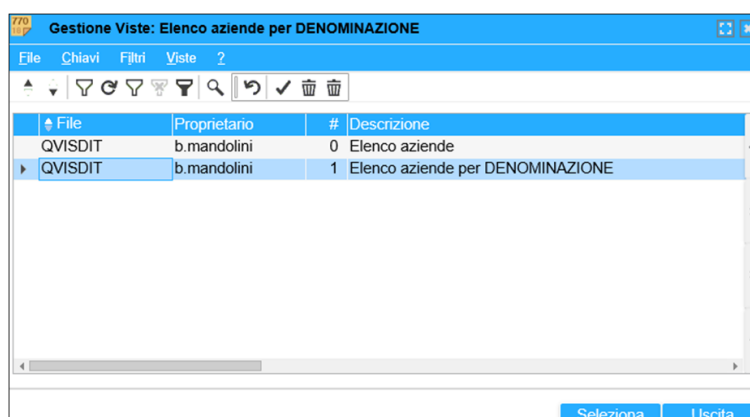 770
Gestione Viste: Elenco aziende per DENOMINAZIONE
File Chiavi Filtri Viste ?
File Proprietario # Descrizione
QVISDIT b.mandolini 0 Elenco aziende
QVISDIT b.mandolini 1 Elenco aziende per DENOMINAZIONE
Seleziona Uscita